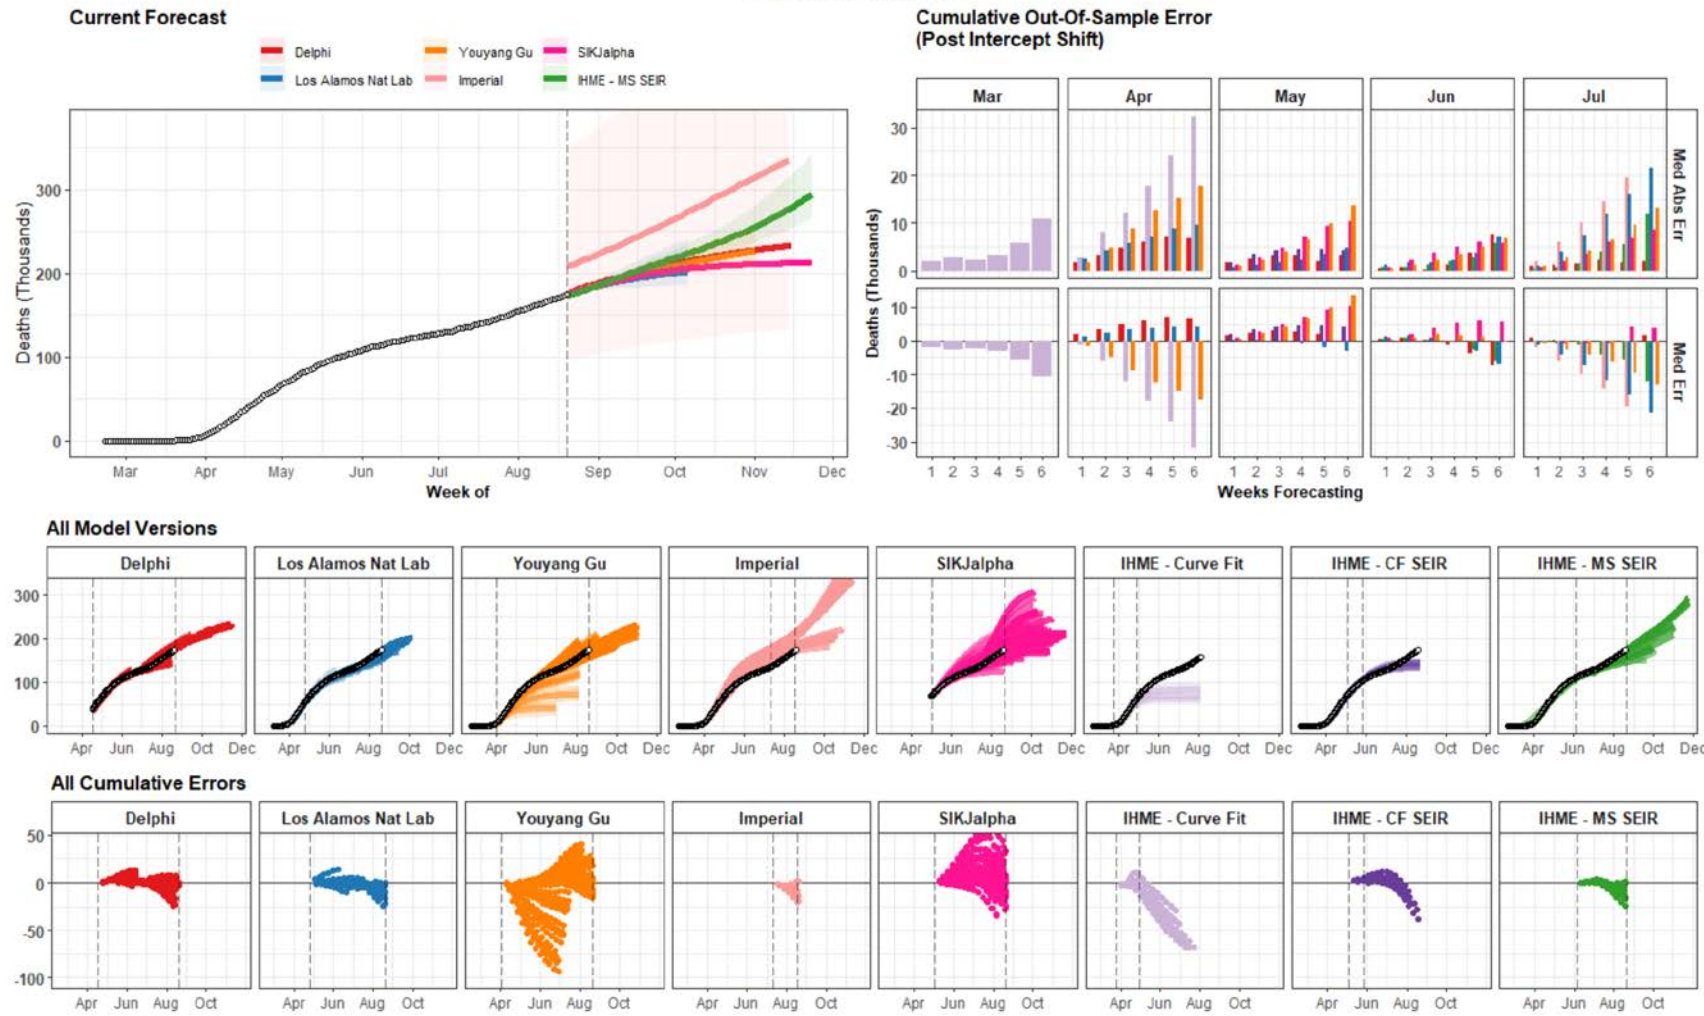 Current Forecast
Delphi
Youyang Gu
SIKJalpha
Los Alamos Nat Lab
Imperial
IHME - MS SEIR
Deaths (Thousands)
300
200
100
0
Mar Apr May Jun Jul Aug Sep Oct Nov Dec
Week of
Cumulative Out-Of-Sample Error
(Post Intercept Shift)
Mar Apr May Jun Jul
Deaths (Thousands)
30
20
10
0
Med Abs Err
10
0
-10
-20
-30
Med Err
1 2 3 4 5 6 1 2 3 4 5 6 1 2 3 4 5 6 1 2 3 4 5 6 1 2 3 4 5 6
Weeks Forecasting
All Model Versions
Delphi Los Alamos Nat Lab Youyang Gu Imperial SIKJalpha IHME - Curve Fit IHME - CF SEIR IHME - MS SEIR
300
200
100
0
Apr Jun Aug Oct Dec Apr Jun Aug Oct Dec Apr Jun Aug Oct Dec Apr Jun Aug Oct Dec Apr Jun Aug Oct Dec Apr Jun Aug Oct Dec Apr Jun Aug Oct Dec Apr Jun Aug Oct Dec
All Cumulative Errors
Delphi Los Alamos Nat Lab Youyang Gu Imperial SIKJalpha IHME - Curve Fit IHME - CF SEIR IHME - MS SEIR
50
0
-50
-100
Apr Jun Aug Oct Apr Jun Aug Oct Apr Jun Aug Oct Apr Jun Aug Oct Apr Jun Aug Oct Apr Jun Aug Oct Apr Jun Aug Oct Apr Jun Aug Oct